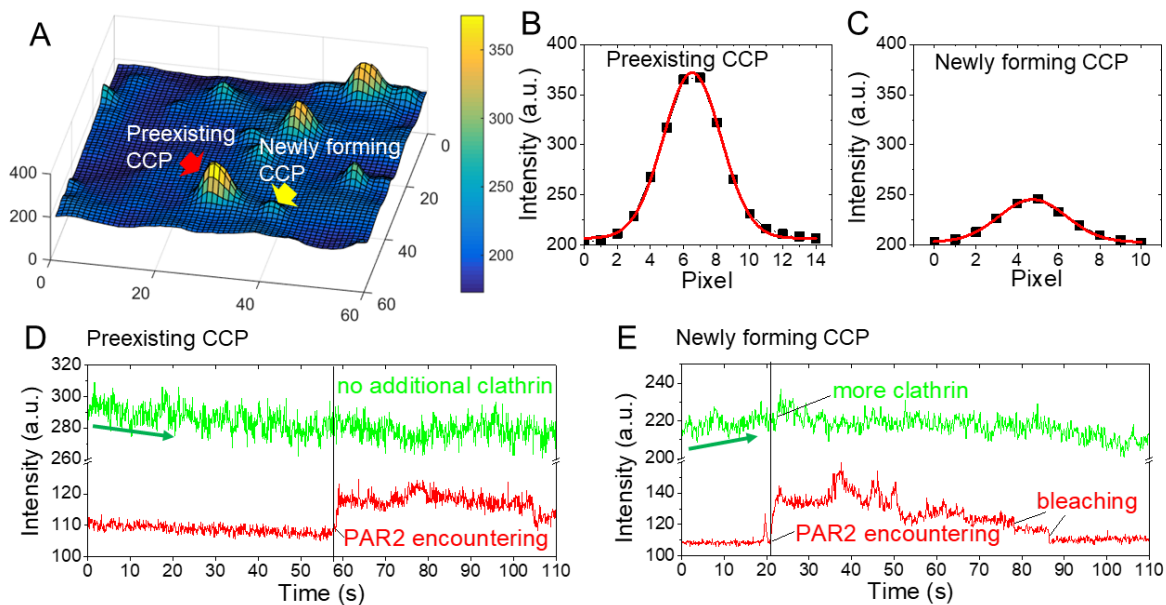 A
Preexisting
CCP
Newly forming
CCP
400
200
0
0
20
40
60
0
20
40
60
350
300
250
200
B
Preexisting CCP
Intensity (a.u.)
400
350
300
250
200
0 2 4 6 8 10 12 14
Pixel
C
Newly forming CCP
Intensity (a.u.)
400
350
300
250
200
0 2 4 6 8 10
Pixel
D Preexisting CCP
Intensity (a.u.)
320
300
280
260
120
110
100
no additional clathrin
PAR2 encountering
0 10 20 30 40 50 60 70 80 90 100 110
Time (s)
E
Newly forming CCP
Intensity (a.u.)
240
220
200
160
140
120
100
more clathrin
bleaching
PAR2 encountering
0 10 20 30 40 50 60 70 80 90 100 110
Time (s)